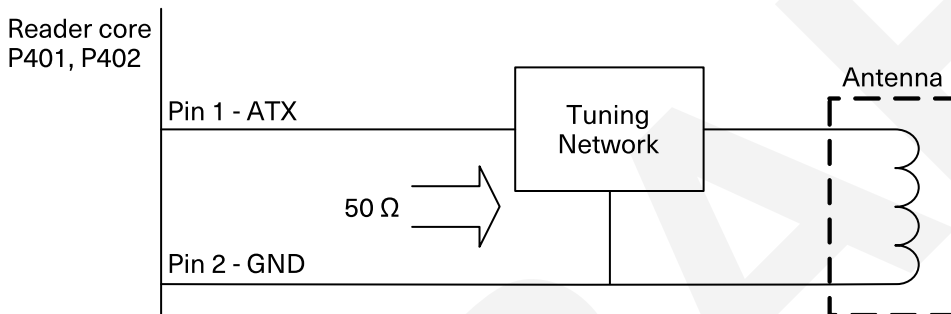 Reader core
P401, P402
Antenna
Pin 1 - ATX
Tuning
Network
50 Ω
Pin 2 - GND